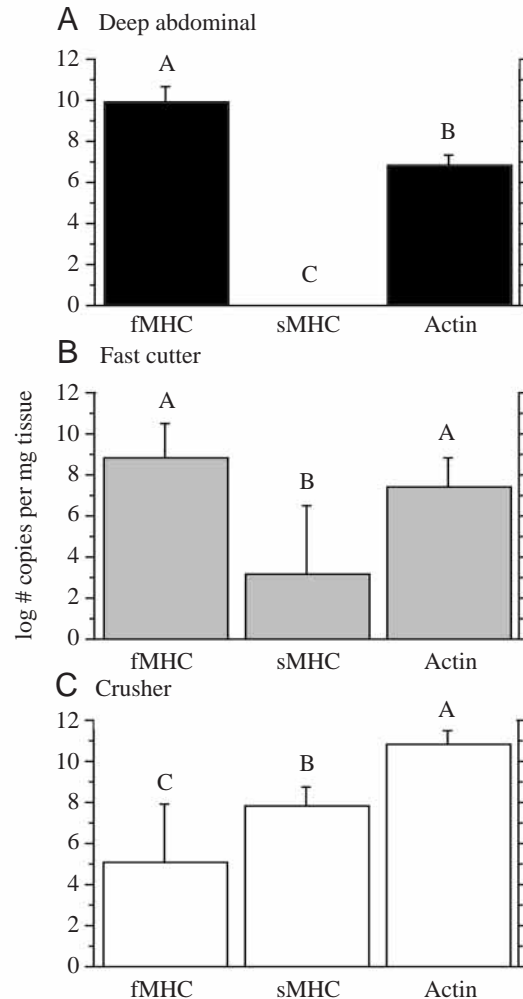 A Deep abdominal
12
10
8
6
4
2
0
A
C
B
fMHC sMHC Actin
B Fast cutter
12
10
8
6
4
2
0
A
B
A
fMHC sMHC Actin
C Crusher
12
10
8
6
4
2
0
C
B
A
fMHC sMHC Actin
log # copies per mg tissue